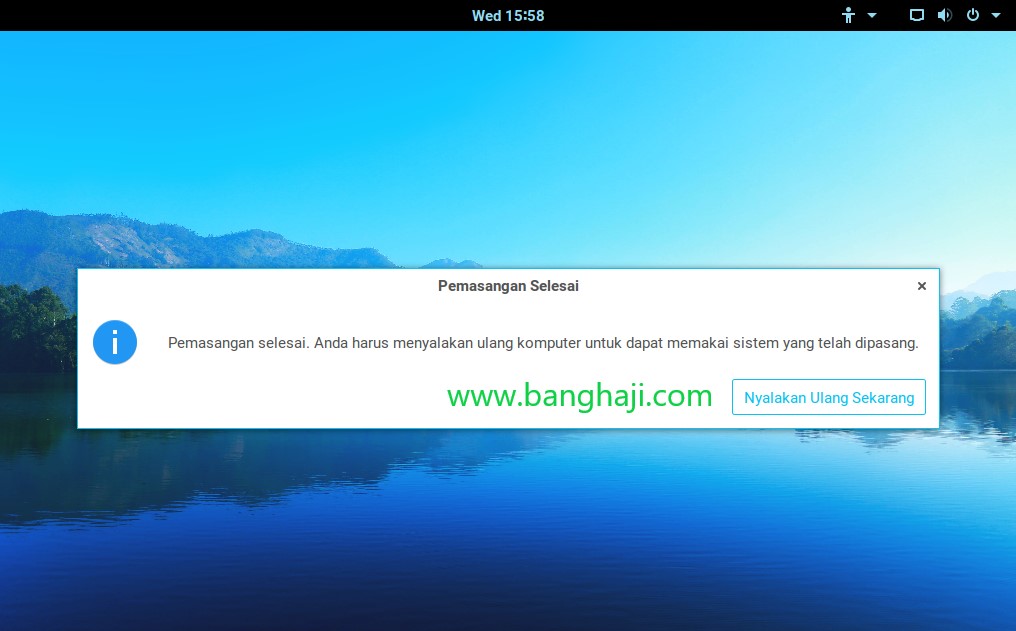 Wed 15:58
Pemasangan Selesai
Pemasangan selesai. Anda harus menyalakan ulang komputer untuk dapat memakai sistem yang telah dipasang.
www.banghaji.com
Nyalakan Ulang Sekarang